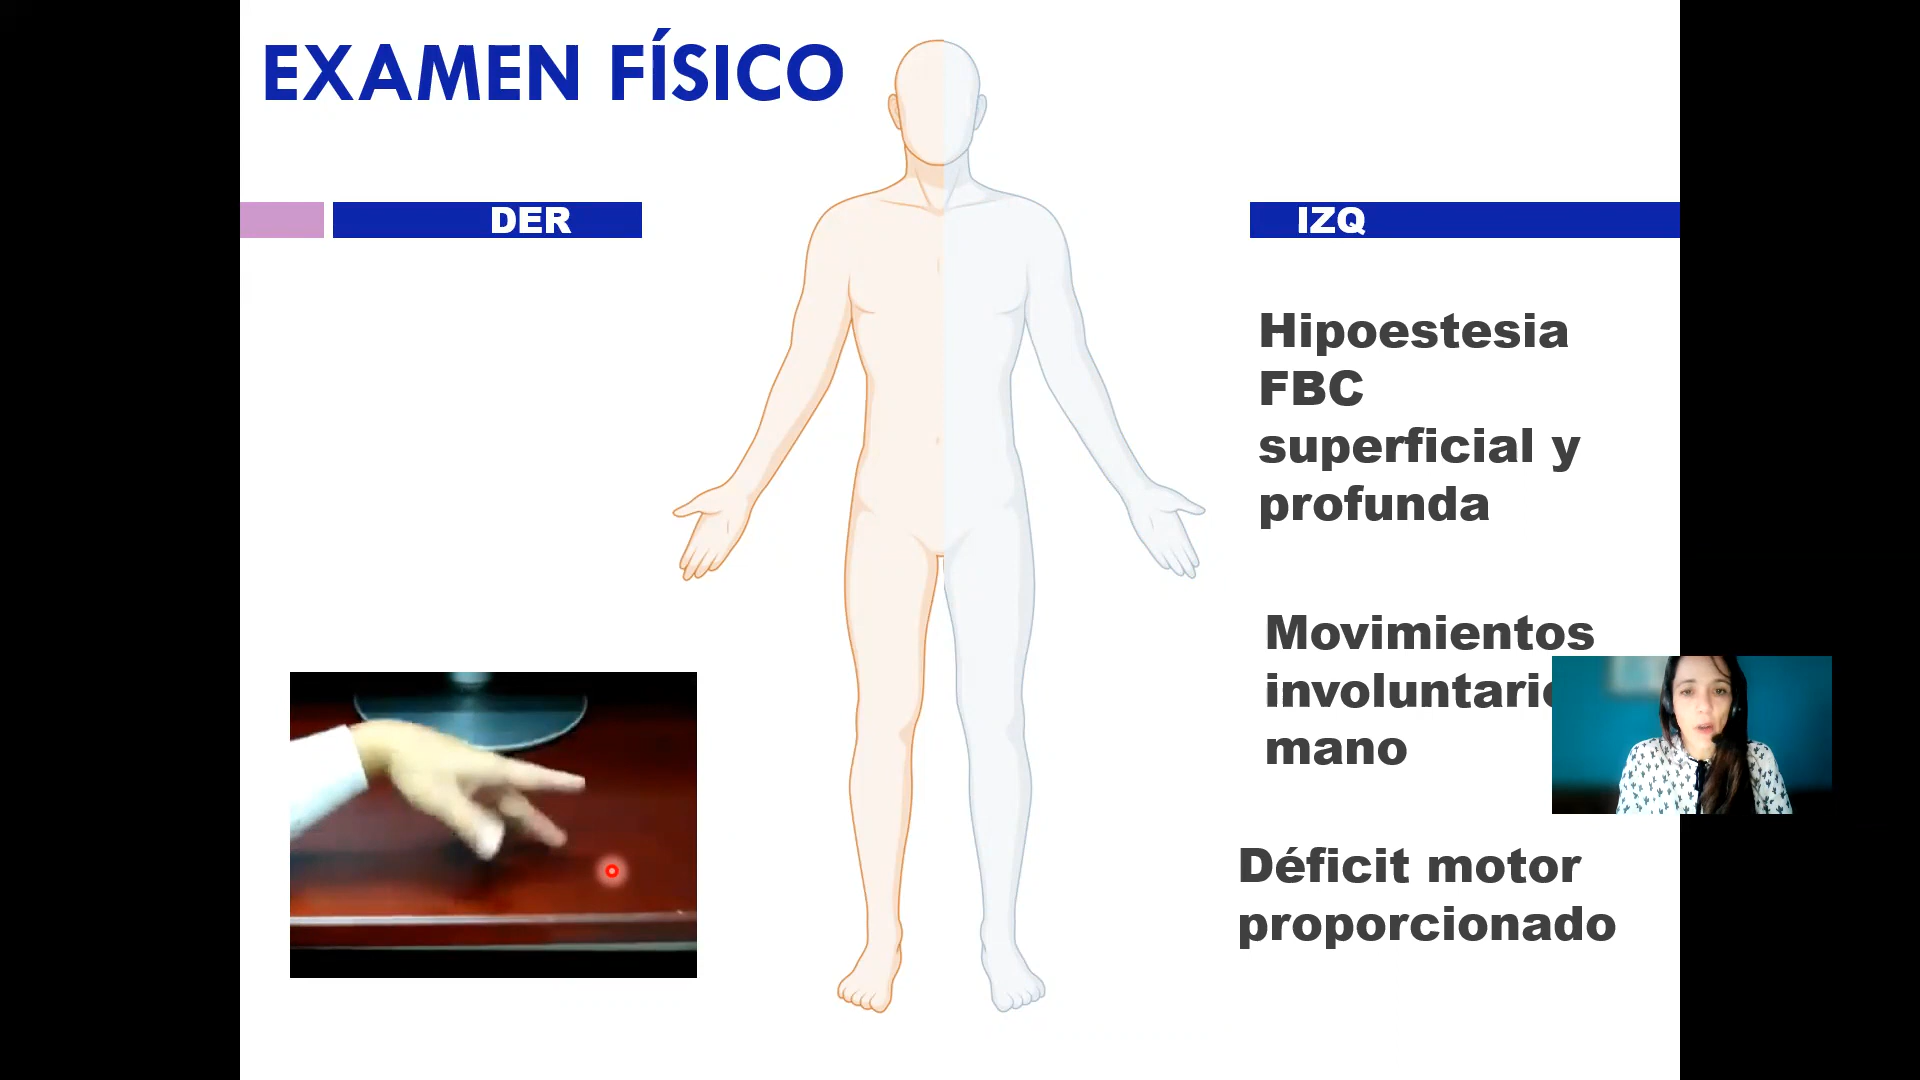 EXAMEN FÍSICO
DER
IZQ
Hipoestesia
FBC
superficial y
profunda
Movimientos
mano
Déficit motor
proporcionado